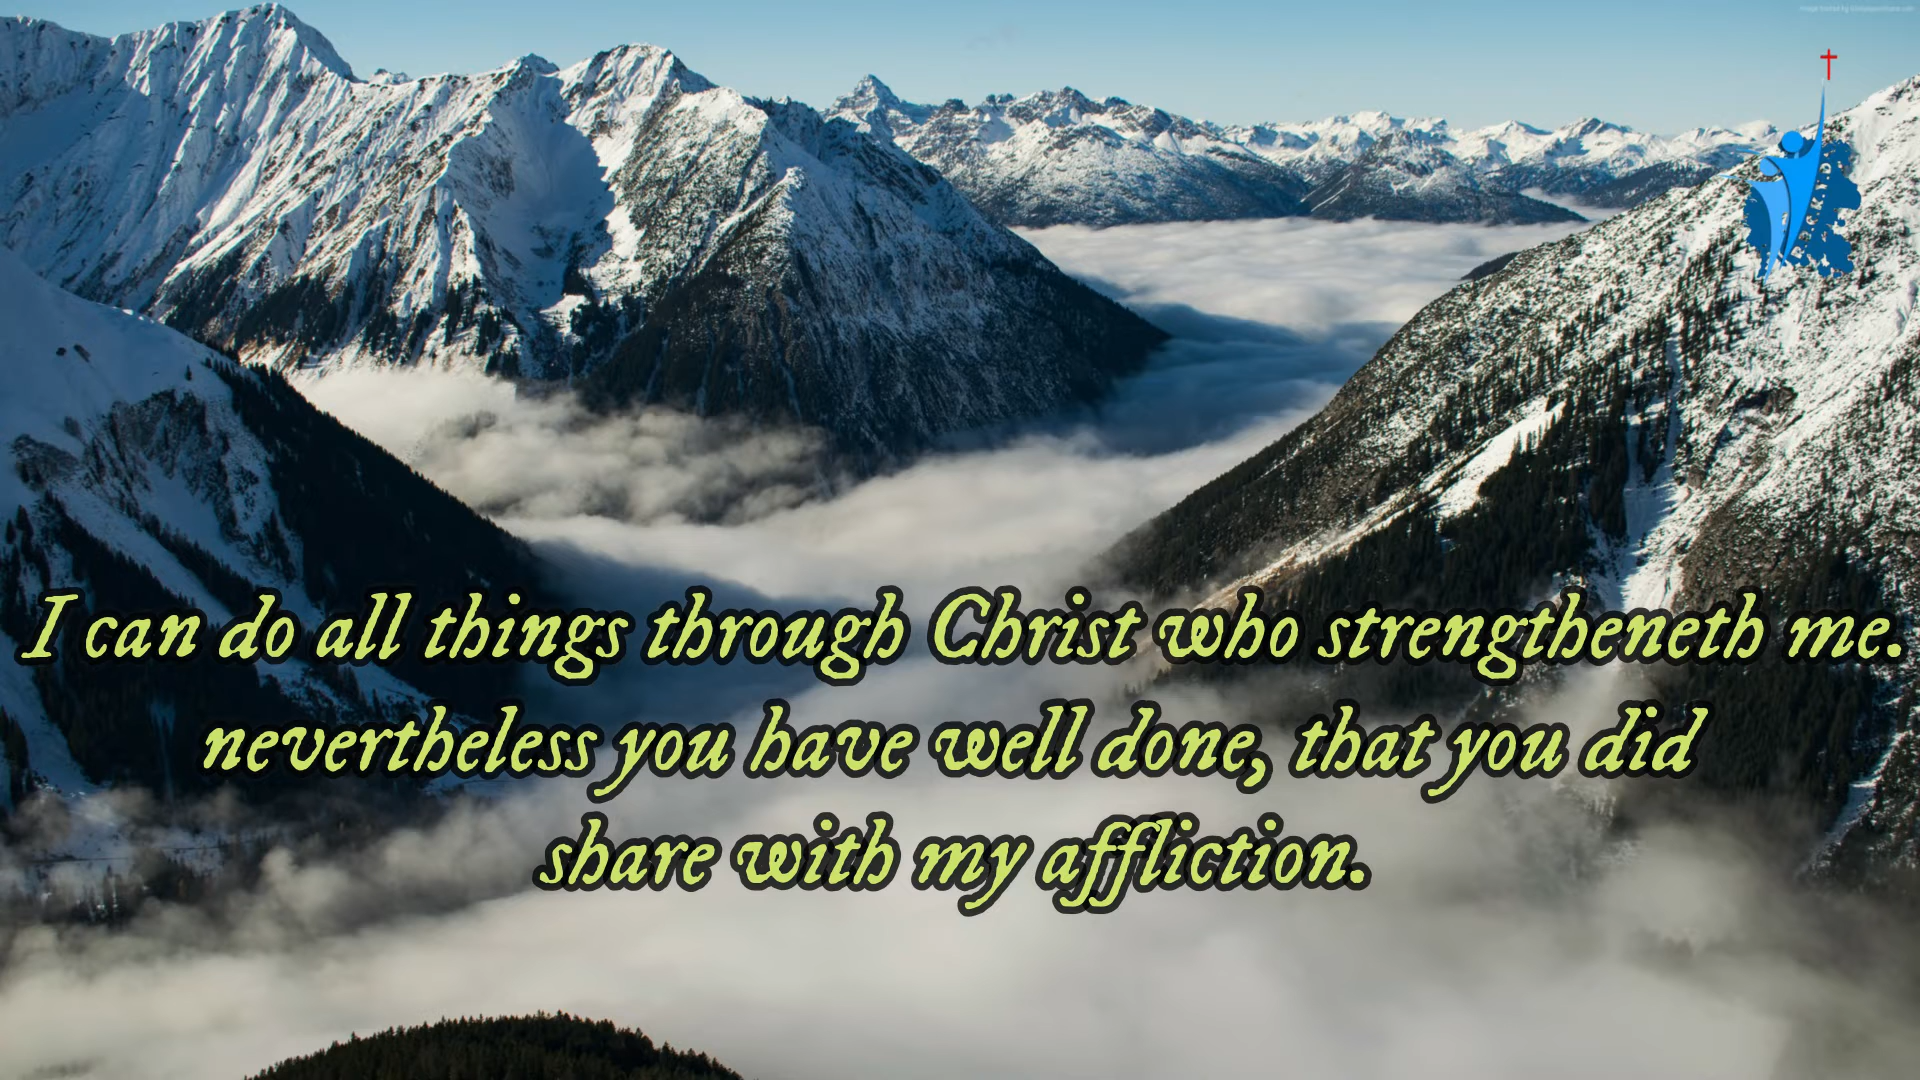 I can do all things through Christ who strengtheneth me.
nevertheless you have well done, that you did
share with my affliction.